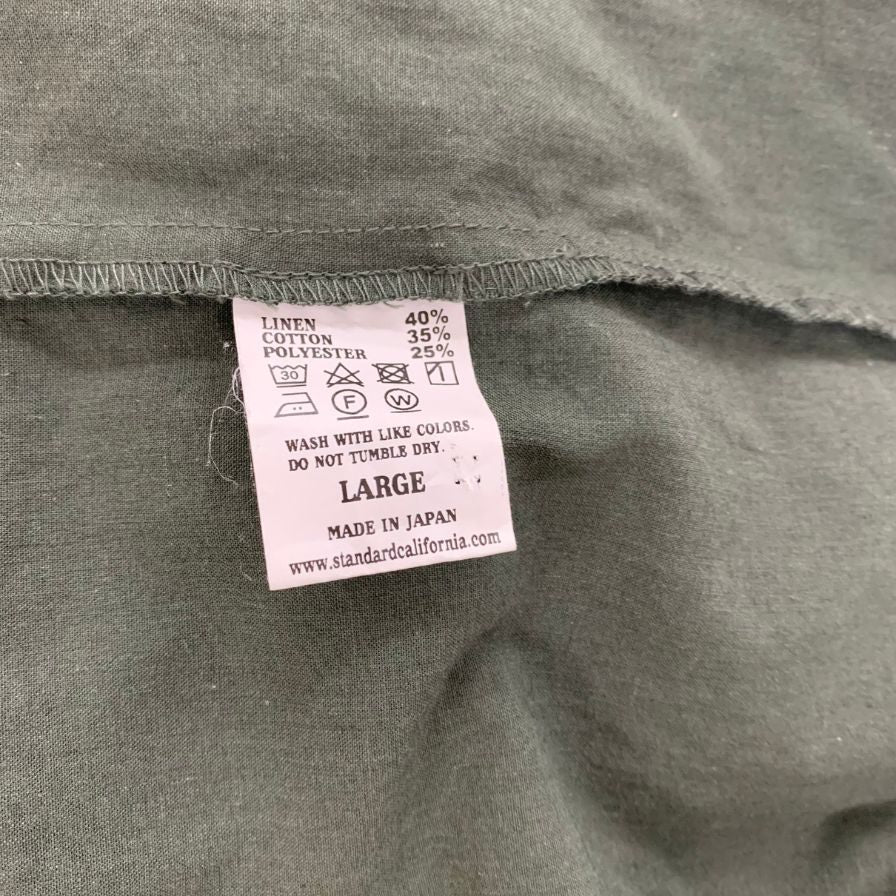 LINEN 40%
COTTON 35%
POLYESTER 25%
30
F W
WASH WITH LIKE COLORS.
DO NOT TUMBLE DRY.
LARGE
MADE IN JAPAN
www.standardcalifornia.com